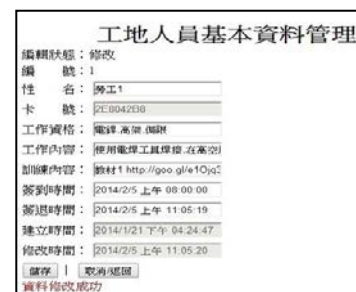 工地人員基本資料管理
編輯狀態：修改
編 號：1
性 名：勞工1
卡 號：2E0042B8
工作資格：電銲.高架.侷限
工作內容：使用電焊工具焊接.在高空
訓練內容：教材1 http://goo.gl/e1Ojq
簽到時間：2014/2/5 上午 08:00:00
簽退時間：2014/2/5 上午 11:05:19
建立時間：2014/1/21 下午 04:24:47
修改時間：2014/2/5 上午 11:05:20
儲存 | 取消/返回
資料修改成功